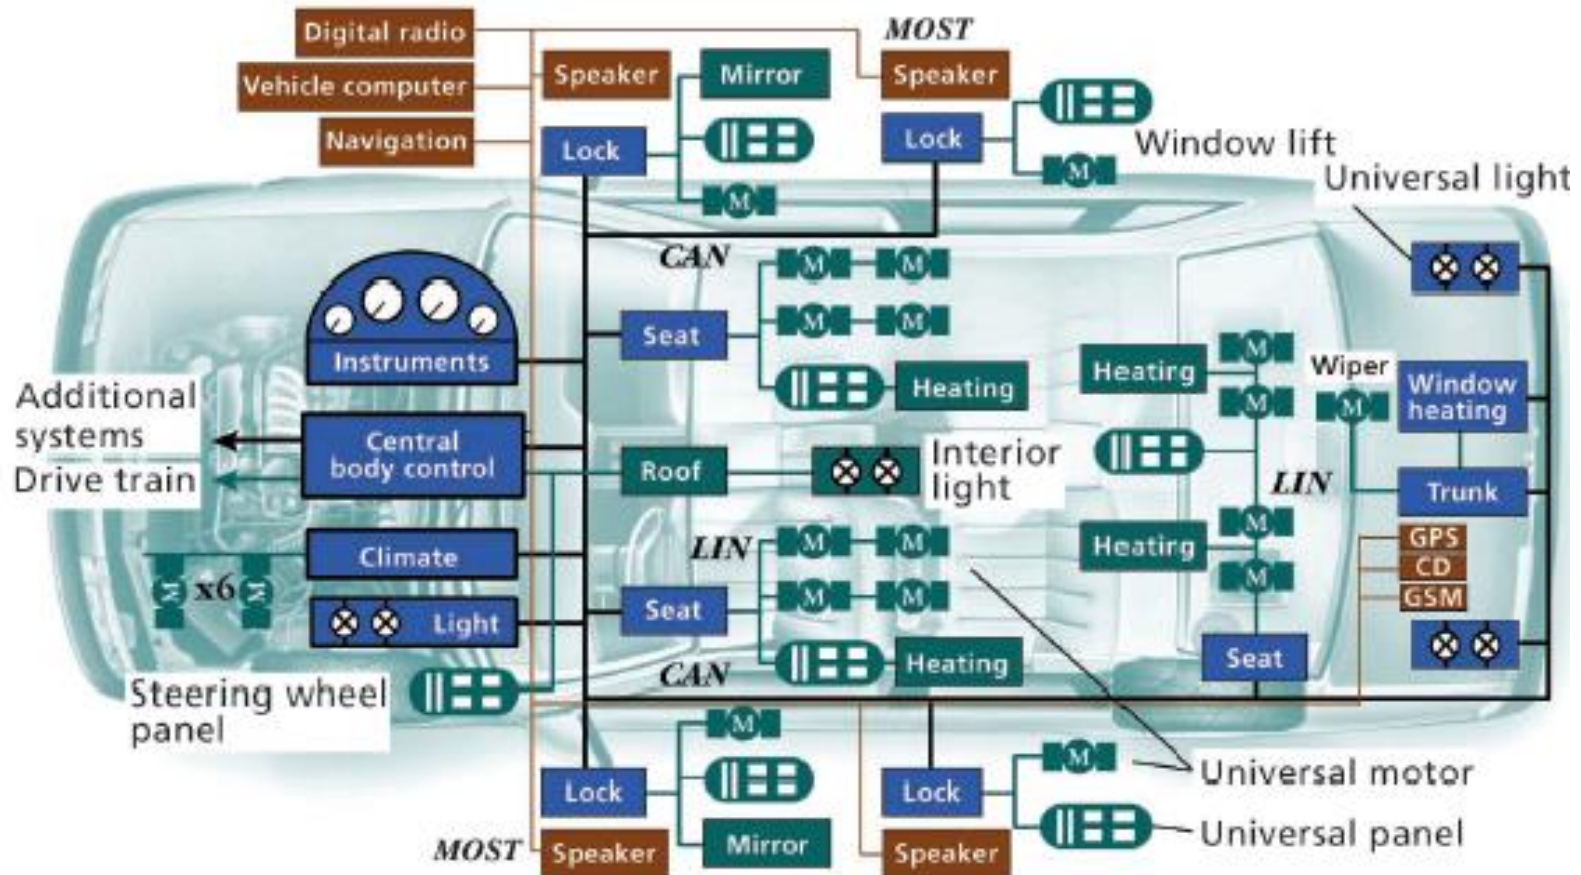 Digital radio
MOST
Speaker
Mirror
Speaker
Vehicle computer
Navigation
Lock
Lock
Window lift
M
M
Universal light
CAN
M
M
Instruments
Seat
M
M
Heating
Heating
M
Wiper
Window
heating
M
M
Additional
systems
Drive train
Central
body control
Roof
Interior
light
LIN
Trunk
Climate
LIN
M
M
Heating
M
M
GPS
CD
GSM
M
x6
M
Light
Seat
M
M
Heating
CAN
Seat
Steering wheel
panel
M
M
Lock
Lock
Universal motor
Universal panel
MOST
Speaker
Mirror
Speaker